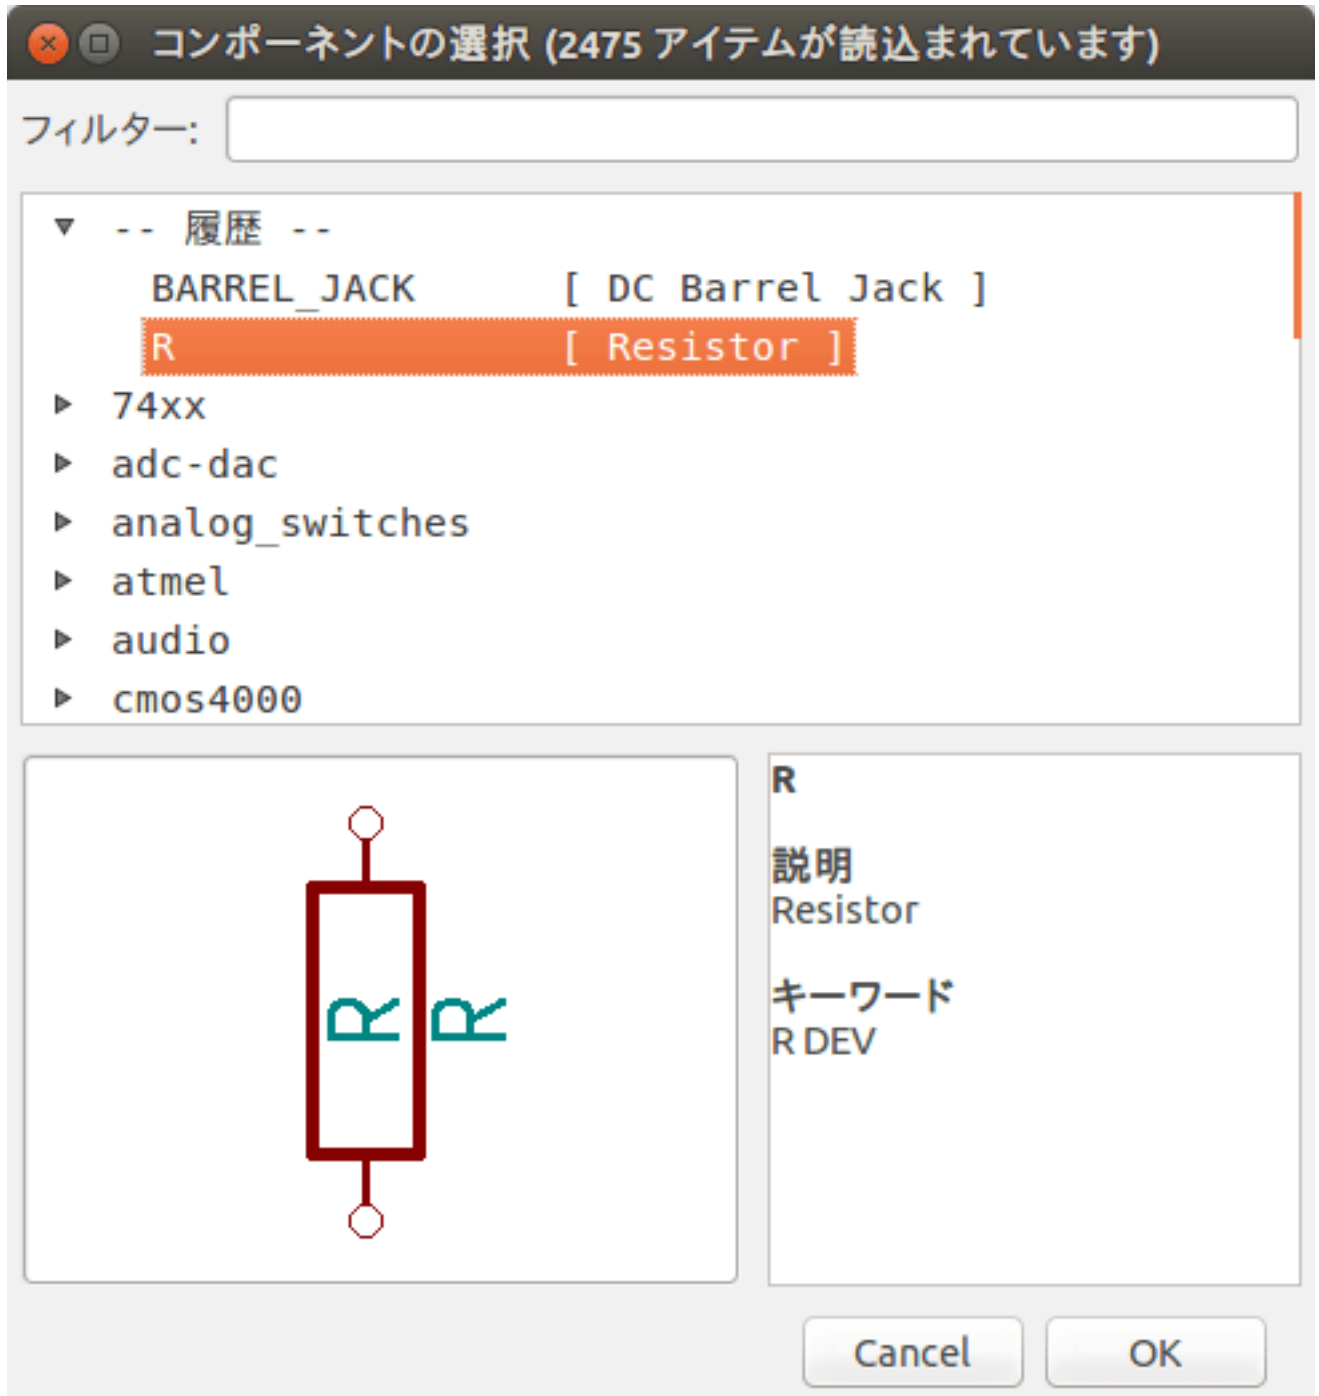 コンポーネントの選択 (2475 アイテムが読込まれています)
フィルター:
-- 履歴 --
BARREL_JACK [ DC Barrel Jack ]
R [ Resistor ]
74xx
adc-dac
analog_switches
atmel
audio
cmos4000
R R
R
説明
Resistor
キーワード
R DEV
Cancel OK